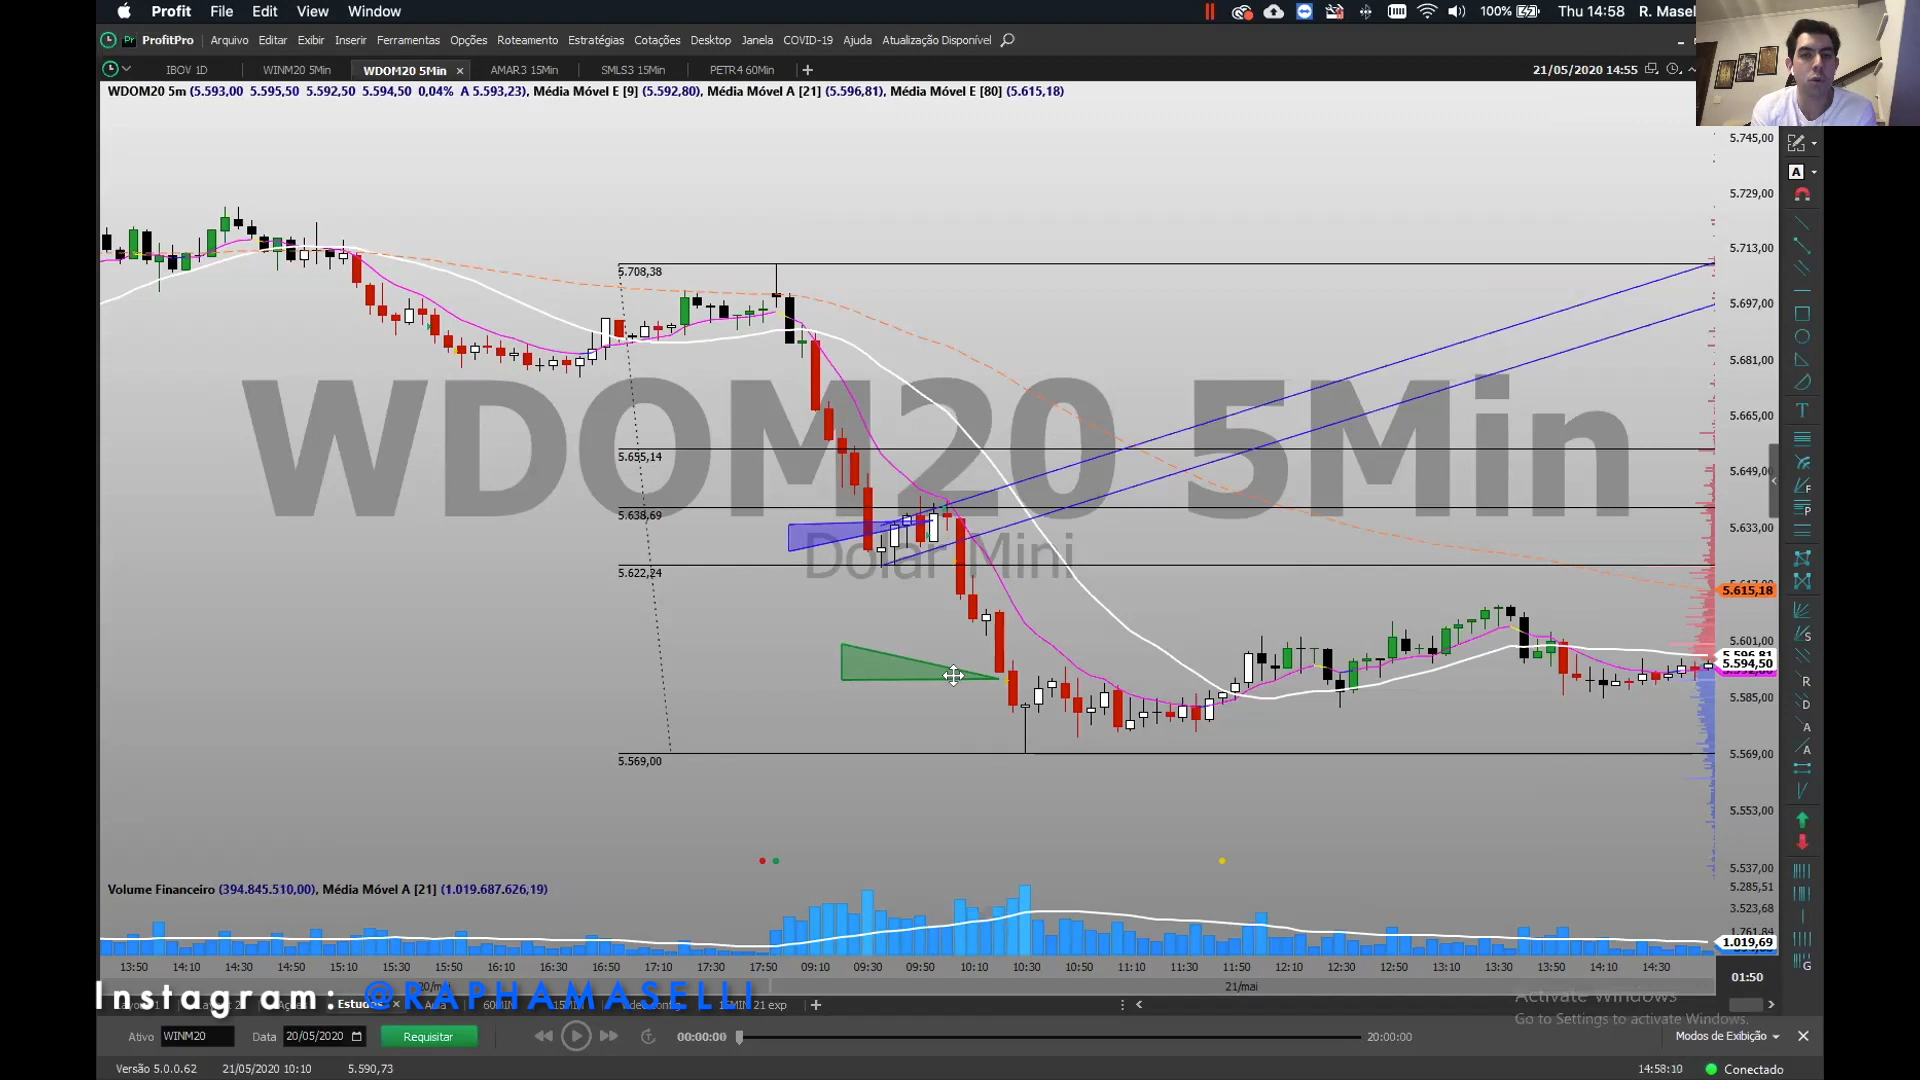 Profit File Edit View Window 100% Thu 14:58 R. Masel
ProfitPro Arquivo Editar Exibir Inserir Ferramentas Opções Roteamento Estratégias Cotações Desktop Janela COVID-19 Ajuda Atualização Disponível
IBOV 1D WINM20 5Min WDOM20 5Min AMAR3 15Min SMLS3 15Min PETR4 60Min 21/05/2020 14:55
WDOM20 5m (5.593,00 5.595,50 5.592,50 5.594,50 0,04% A 5.593,23), Média Móvel E [9] (5.592,80), Média Móvel A [21] (5.596,81), Média Móvel E [80] (5.615,18)
5.745,00
5.729,00
5.713,00
5.708,38
5.697,00
5.681,00
WDOM20 5Min
5.665,00
5.655,14
5.649,00
5.638,69
5.633,00
Dolar Mini
5.622,24
5.615,18
5.601,00
5.596,81
5.594,50
5.585,00
5.569,00
5.569,00
5.553,00
5.537,00
Volume Financeiro (394.845.510,00), Média Móvel A [21] (1.019.687.626,19)
5.285,51
3.523,68
1.761,84
1.019,69
13:50 14:10 14:30 14:50 15:10 15:30 15:50 16:10 16:30 16:50 17:10 17:30 17:50 09:10 09:30 09:50 10:10 10:30 10:50 11:10 11:30 11:50 12:10 12:30 12:50 13:10 13:30 13:50 14:10 14:30 01:50
21/mai
Instagram: @RAPHAMASELLI
Activate Windows
Go to Settings to activate Windows.
Ativo WINM20 Data 20/05/2020 Requisitar 00:00:00 20:00:00 Modos de Exibição
Versão 5.0.0.62 21/05/2020 10:10 5.590,73 14:58:10 Conectado